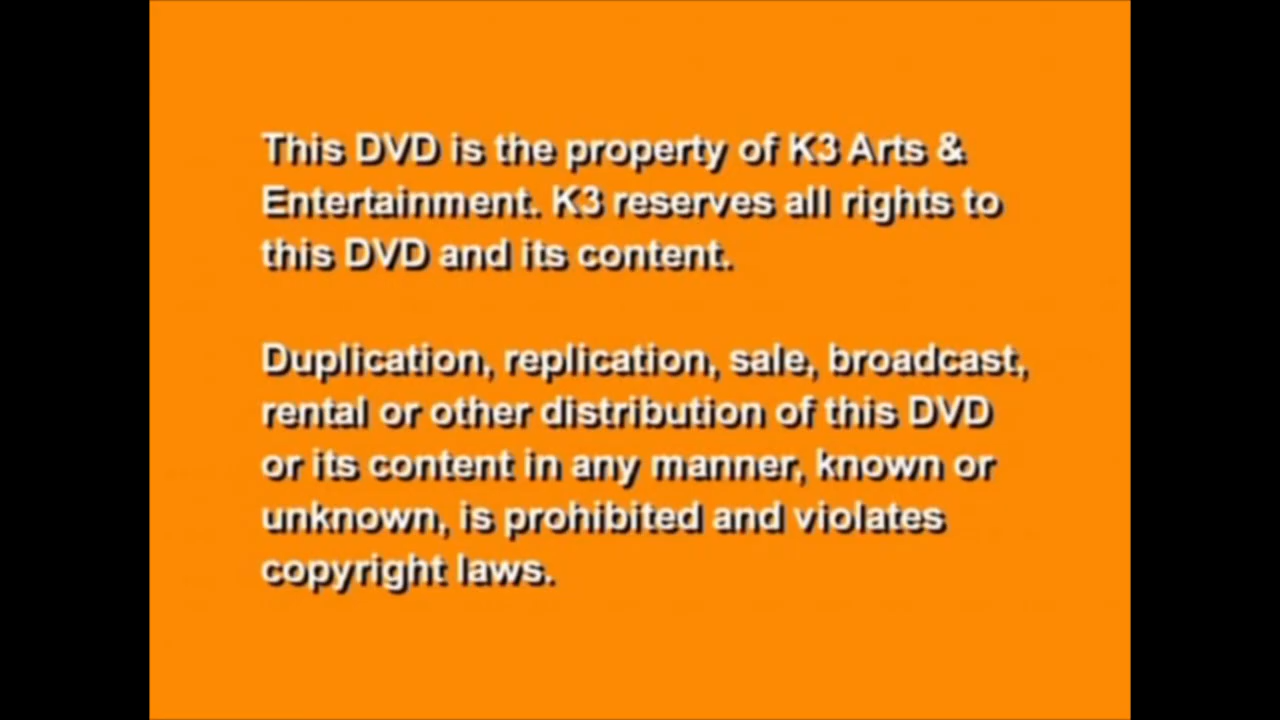 This DVD is the property of K3 Arts &
Entertainment. K3 reserves all rights to
this DVD and its content.
Duplication, replication, sale, broadcast,
rental or other distribution of this DVD
or its content in any manner, known or
unknown, is prohibited and violates
copyright laws.